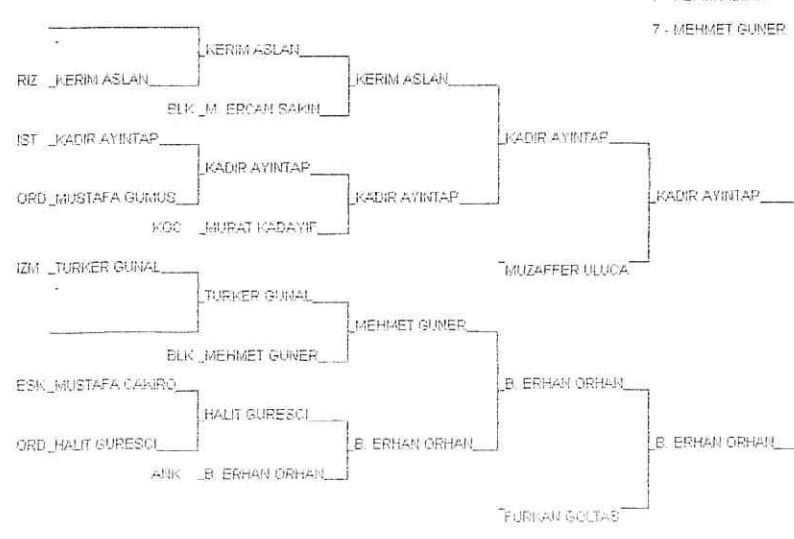 7 - MEHMET GUNER
KERIM ASLAN
RIZ KERIM ASLAN
KERIM ASLAN
BLK M. ERCAN SAKIN
IST KADIR AYINTAP
KADIR AYINTAP
KADIR AYINTAP
ORD MUSTAFA GUMUS
KADIR AYINTAP
KADIR AYINTAP
KOC MURAT KADAYIF
IZM TURKER GUNAL
MUZAFFER ULUCA
TURKER GUNAL
MEHMET GUNER
BLK MEHMET GUNER
ESK MUSTAFA CAKIRO
B. ERHAN ORHAN
HALIT GURESCI
ORD HALIT GURESCI
B. ERHAN ORHAN
B. ERHAN ORHAN
ANK B. ERHAN ORHAN
FURKAN GOLTAS